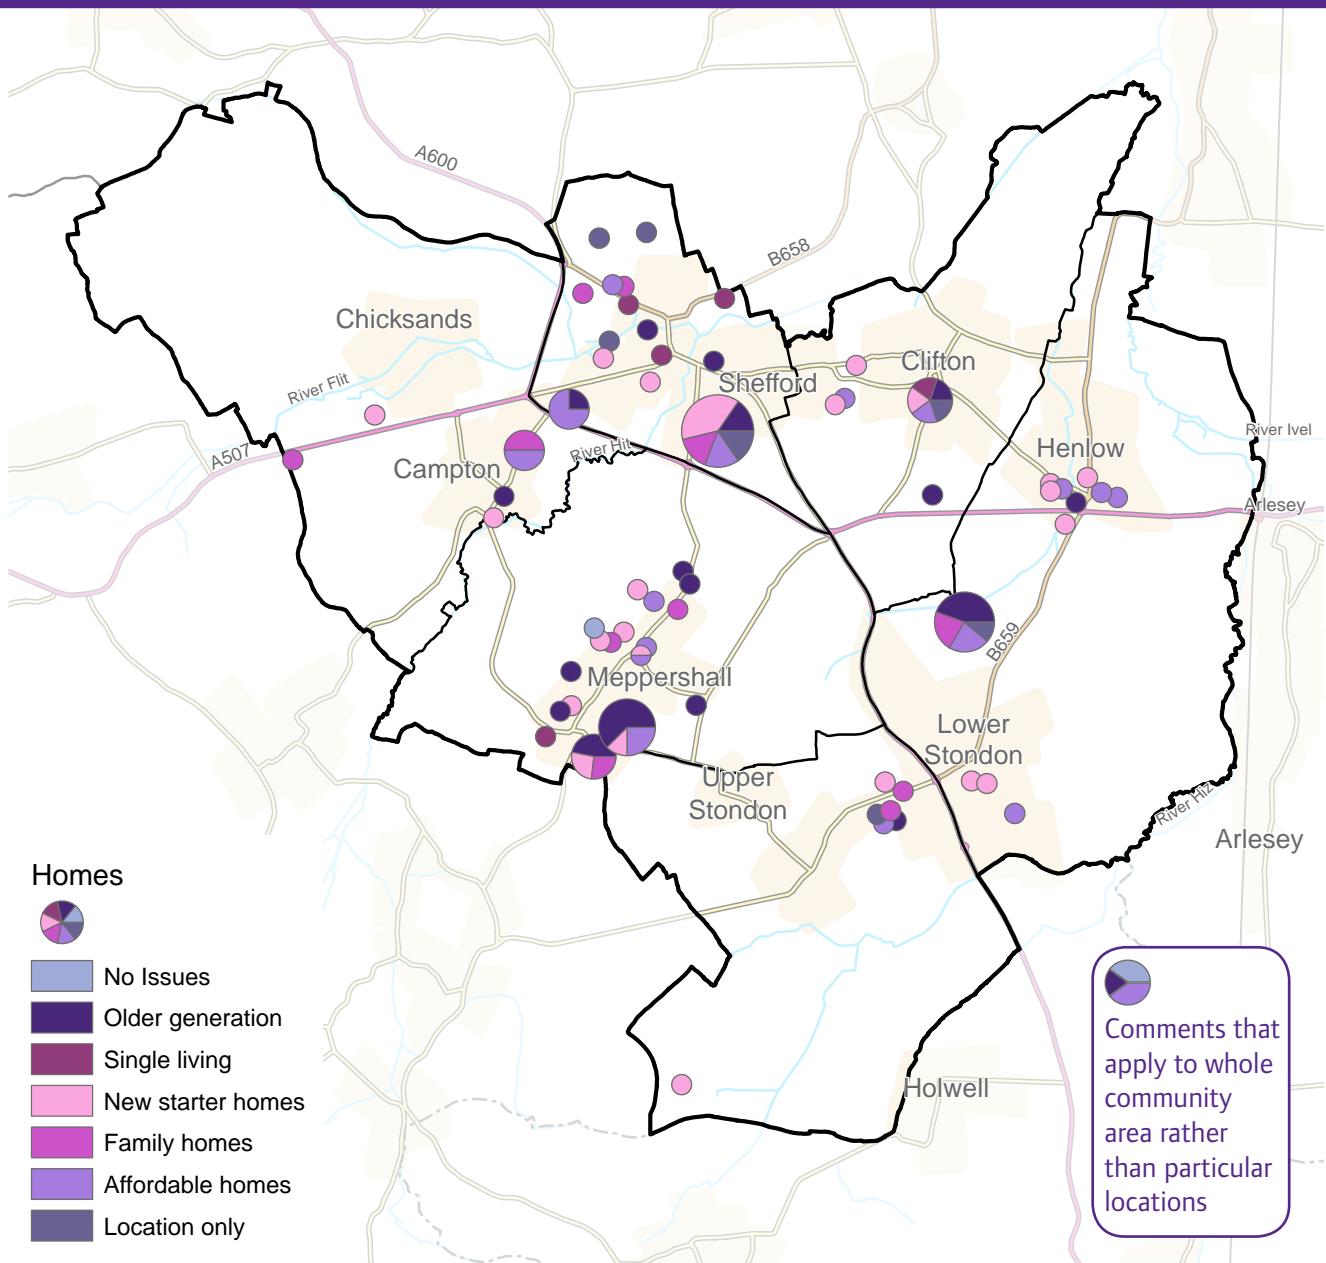 A600
B658
Chicksands
Shefford
Clifton
River Flit
A507
Campton
River Hit
Henlow
River Ivel
Arlesey
Meppershall
B659
Lower
Stondon
Upper
Stondon
River Hiz
Arlesey
Holwell
Homes
No Issues
Older generation
Single living
New starter homes
Family homes
Affordable homes
Location only
Comments that
apply to whole
community
area rather
than particular
locations